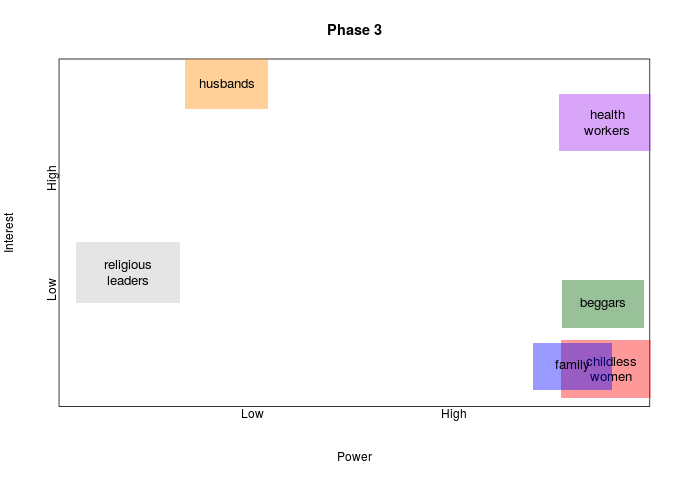 Phase 3
husbands
health
workers
High
Interest
religious
leaders
Low
beggars
family
childless
women
Low
High
Power